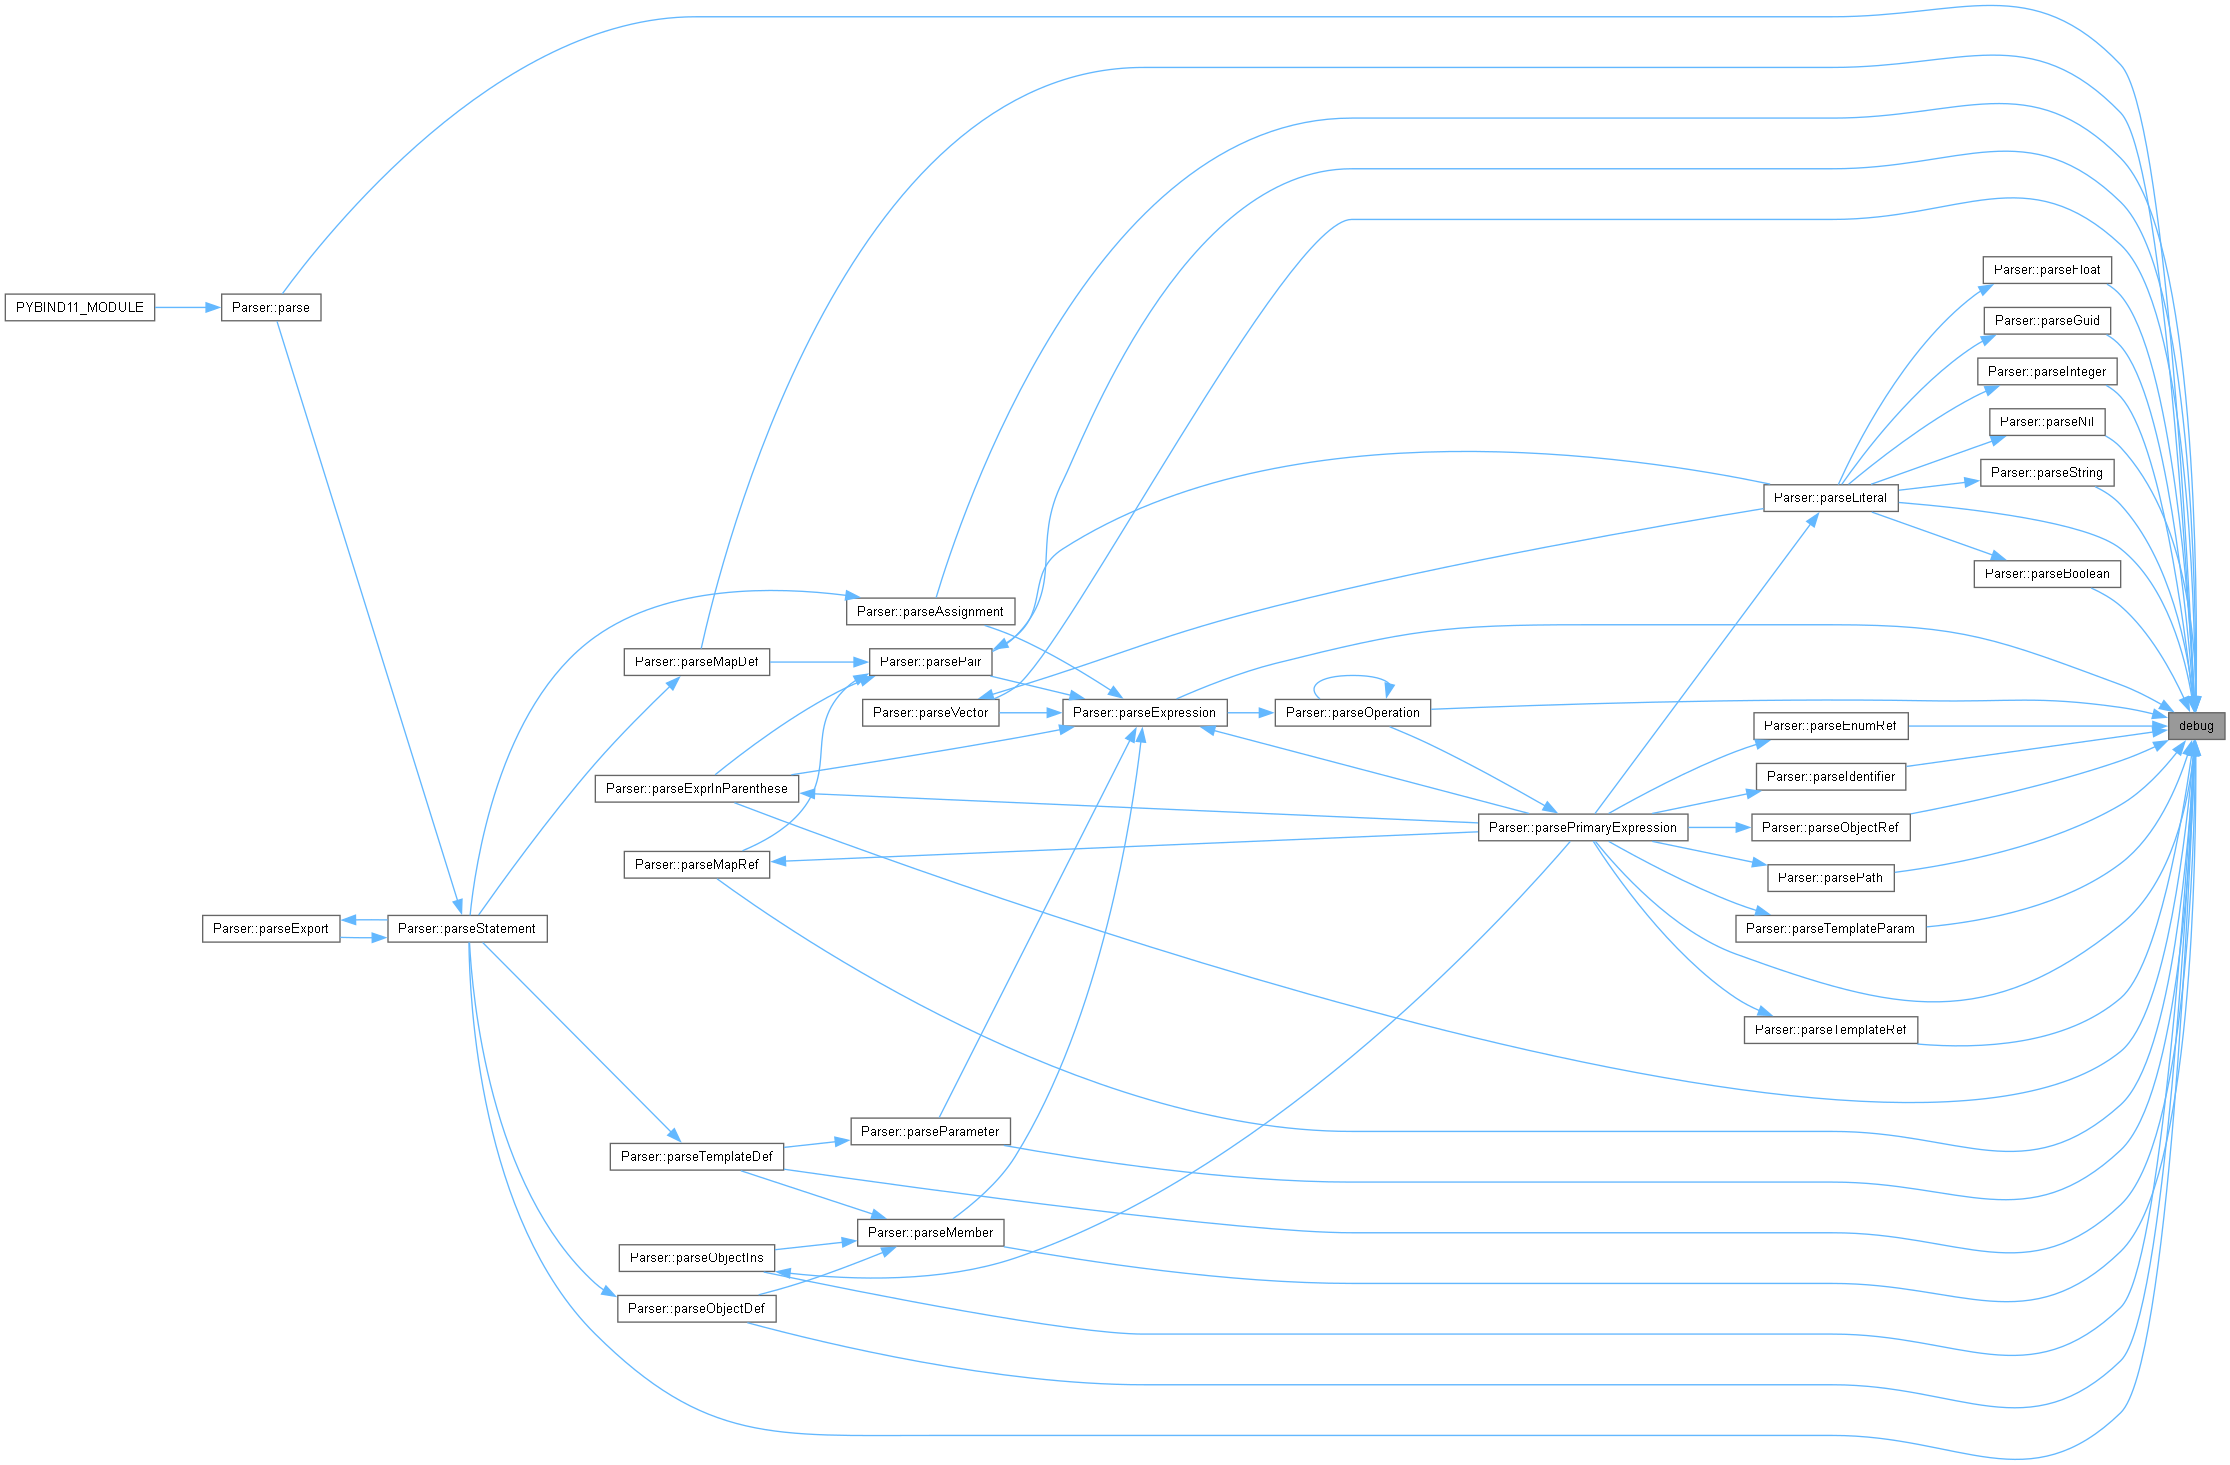 Parser::parseFloat
PYBIND11_MODULE
Parser::parse
Parser::parseGuid
Parser::parseInteger
Parser::parseNil
Parser::parseString
Parser::parseLiteral
Parser::parseBoolean
Parser::parseAssignment
Parser::parseMapDef
Parser::parsePair
Parser::parseVector
Parser::parseExpression
Parser::parseOperation
Parser::parseEnumRef
debug
Parser::parseIdentifier
Parser::parseExprInParenthese
Parser::parsePrimaryExpression
Parser::parseObjectRef
Parser::parseMapRef
Parser::parsePath
Parser::parseExport
Parser::parseStatement
Parser::parseTemplateParam
Parser::parseTemplateRef
Parser::parseParameter
Parser::parseTemplateDef
Parser::parseMember
Parser::parseObjectIns
Parser::parseObjectDef